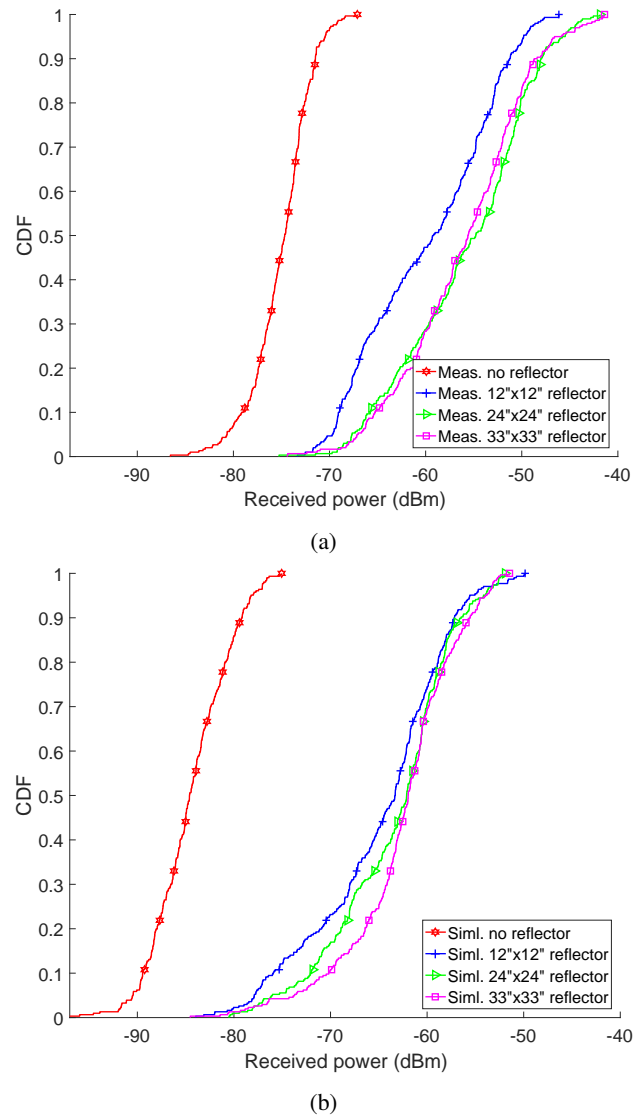 1
0.9
0.8
0.7
0.6
0.5
0.4
0.3
0.2
0.1
0
CDF
Meas. no reflector
Meas. 12"x12" reflector
Meas. 24"x24" reflector
Meas. 33"x33" reflector
-90 -80 -70 -60 -50 -40
Received power (dBm)
(a)
1
0.9
0.8
0.7
0.6
0.5
0.4
0.3
0.2
0.1
0
CDF
Siml. no reflector
Siml. 12"x12" reflector
Siml. 24"x24" reflector
Siml. 33"x33" reflector
-90 -80 -70 -60 -50 -40
Received power (dBm)
(b)